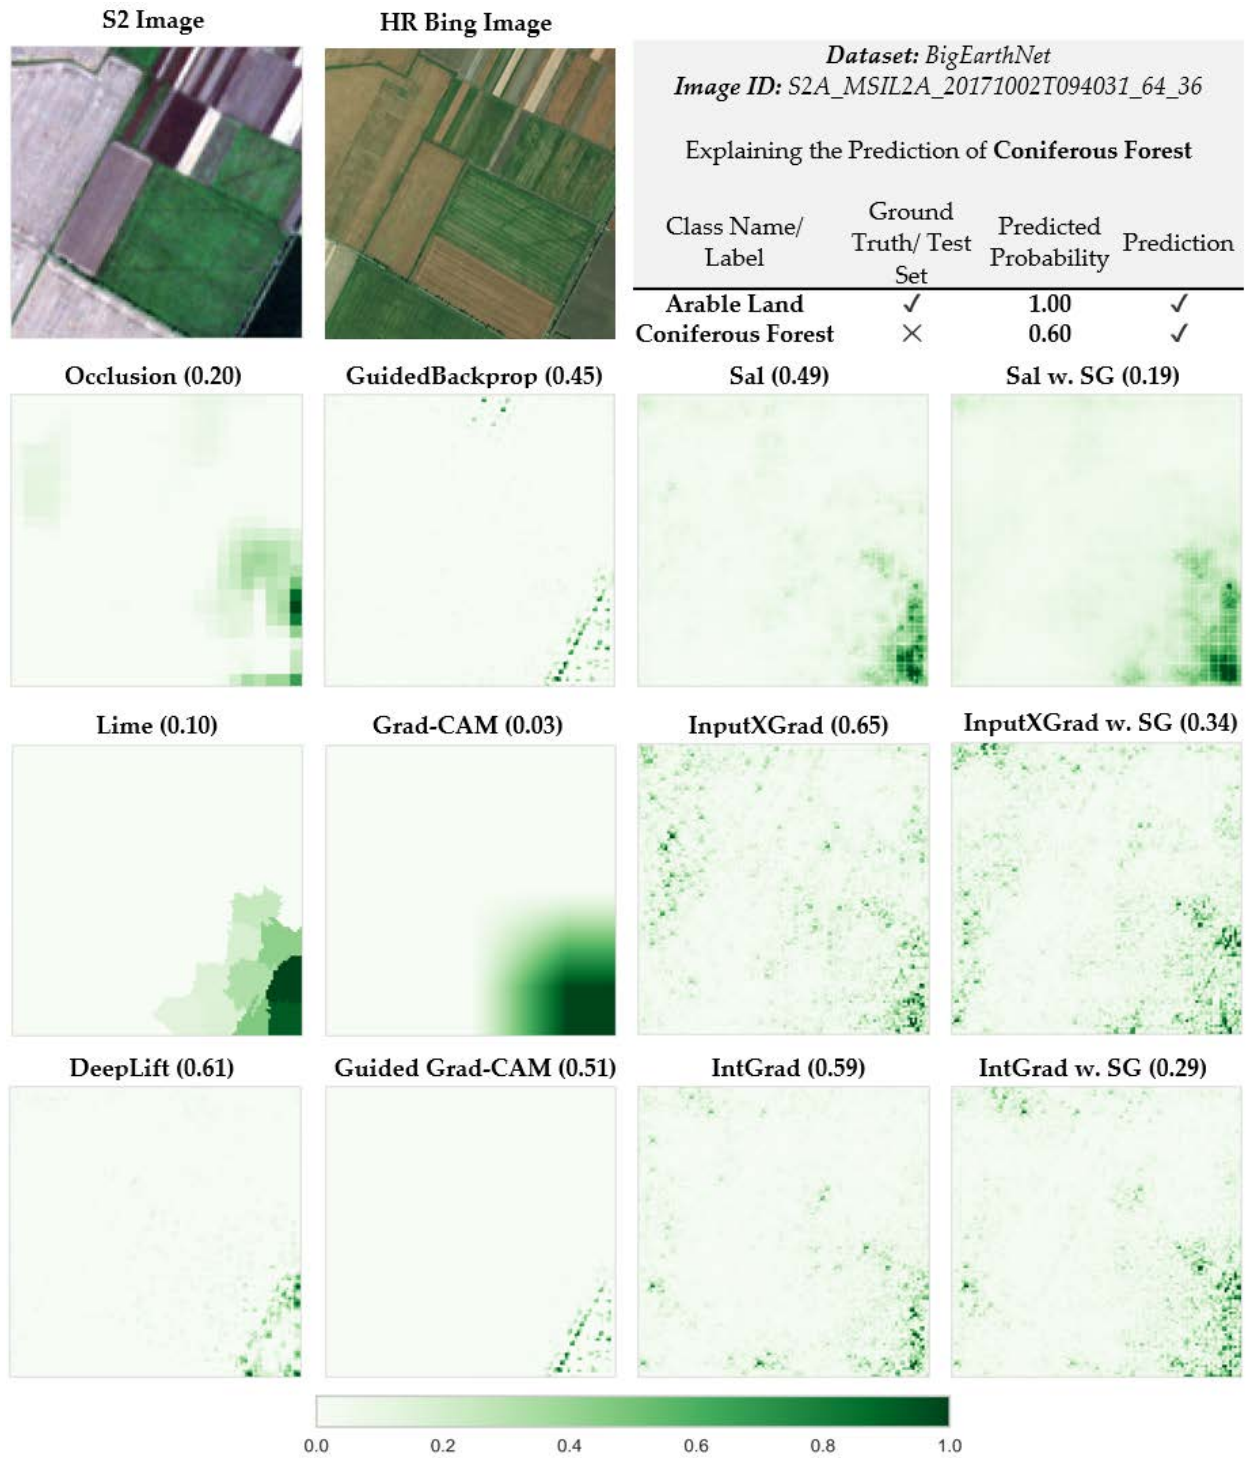 S2 Image
HR Bing Image
Dataset: BigEarthNet
Image ID: S2A_MSIL2A_20171002T094031_64_36
Explaining the Prediction of Coniferous Forest
Class Name/
Label
Ground
Truth/ Test
Set
Predicted
Probability
Prediction
Arable Land ✓ 1.00 ✓
Coniferous Forest ✕ 0.60 ✓
Occlusion (0.20)
GuidedBackprop (0.45)
Sal (0.49)
Sal w. SG (0.19)
Lime (0.10)
Grad-CAM (0.03)
InputXGrad (0.65)
InputXGrad w. SG (0.34)
DeepLift (0.61)
Guided Grad-CAM (0.51)
IntGrad (0.59)
IntGrad w. SG (0.29)
0.0 0.2 0.4 0.6 0.8 1.0